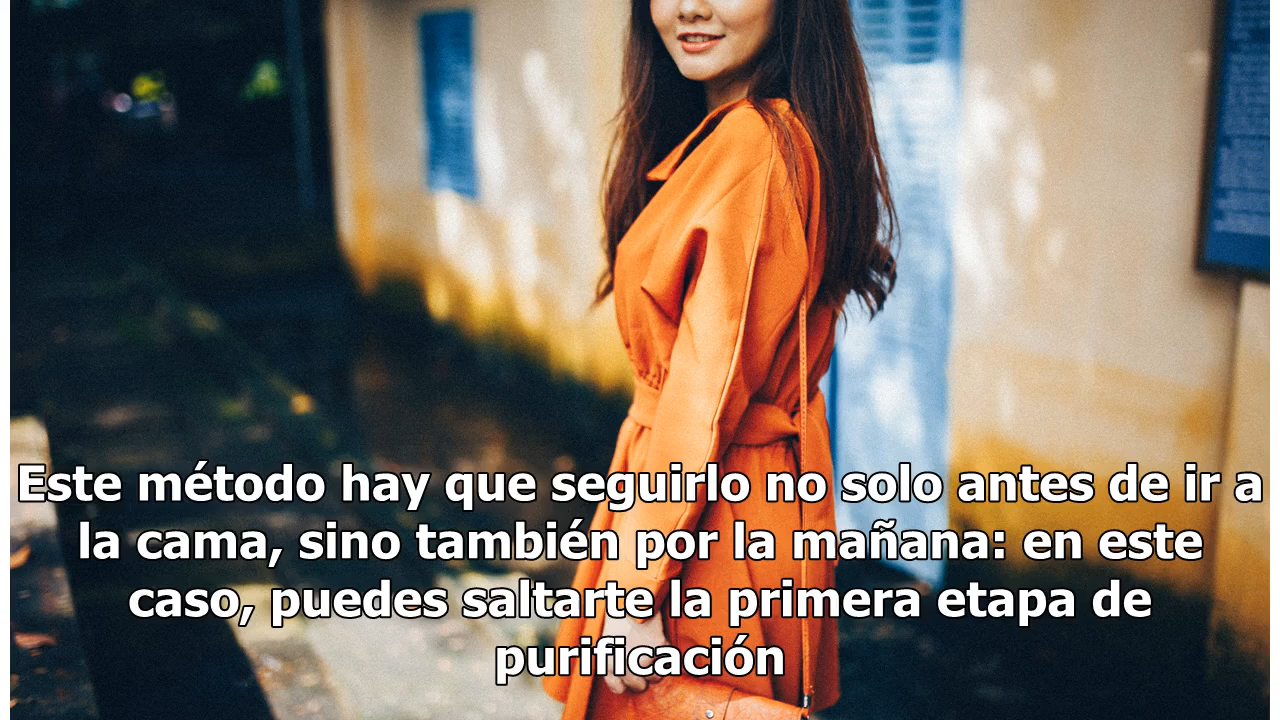 Este método hay que seguirlo no solo antes de ir a
la cama, sino también por la mañana: en este
caso, puedes saltarte la primera etapa de
purificación